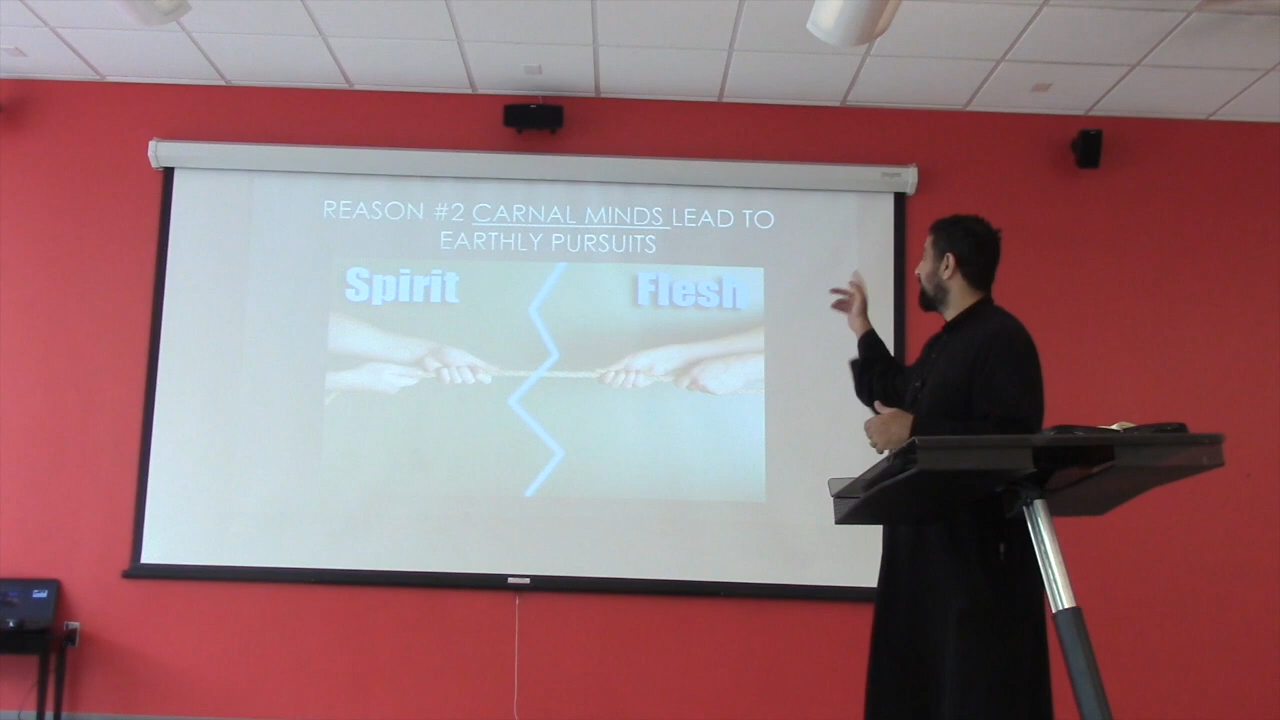 REASON #2 CARNAL MINDS LEAD TO
EARTHLY PURSUITS
Spirit
Flesh